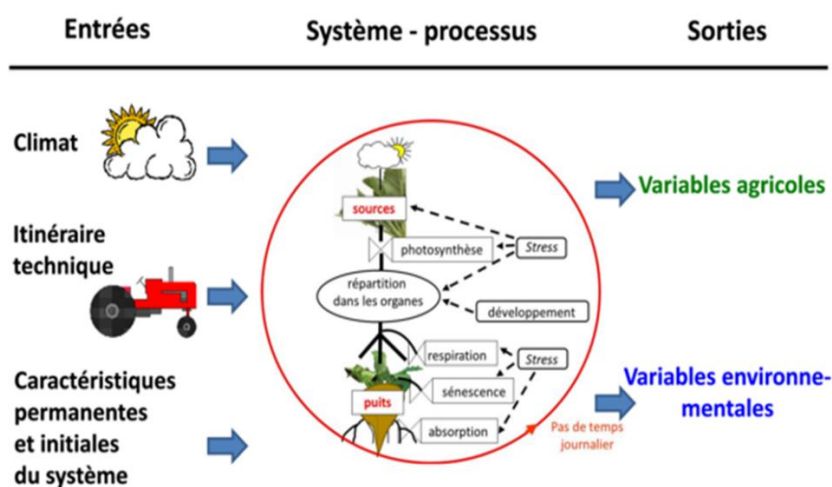 Entrées
Système - processus
Sorties
Climat
Itinéraire
technique
Caractéristiques
permanentes
et initiales
du système
sources
photosynthèse
Stress
répartition
dans les organes
développement
respiration
Stress
puits
sénescence
absorption
Pas de temps
journalier
Variables agricoles
Variables environne-
mentales